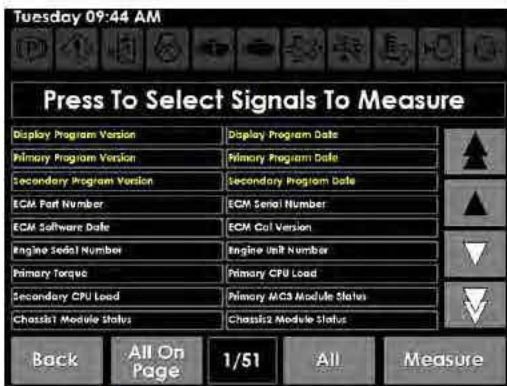 Tuesday 09:44 AM
Press To Select Signals To Measure
Display Program Version Display Program Date
Primary Program Version Primary Program Date
Secondary Program Version Secondary Program Date
ECM Part Number ECM Serial Number
ECM Software Date ECM Cal Version
Engine Serial Number Engine Unit Number
Primary Torque Primary CPU Load
Secondary CPU Load Primary MC3 Module Status
Chassis1 Module Status Chassis2 Module Status
Back All On Page 1/51 All Measure